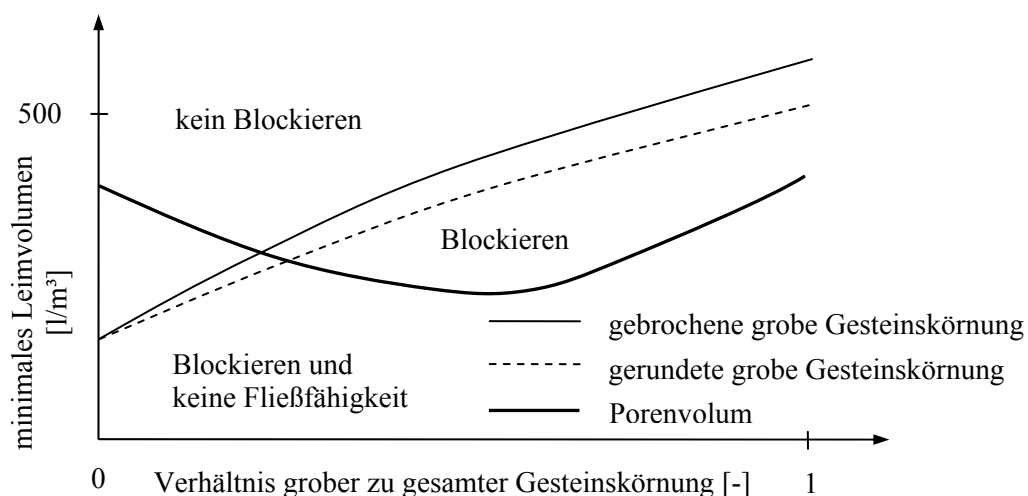 500
kein Blockieren
minimales Leimvolumen
[l/m³]
Blockieren
gebrochene grobe Gesteinskörnung
Blockieren und
keine Fließfähigkeit
gerundete grobe Gesteinskörnung
Porenvolum
0
Verhältnis grober zu gesamter Gesteinskörnung [-]
1